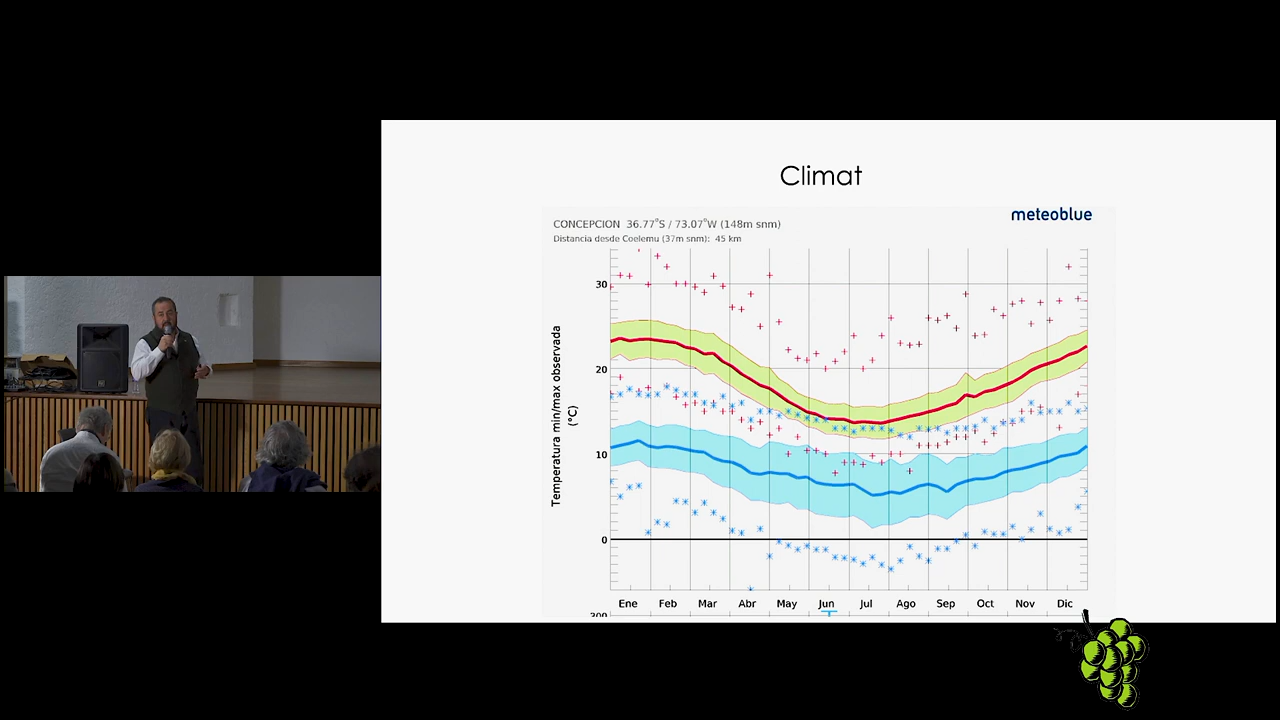 Climat
meteoblue
CONCEPCION 36.77°S / 73.07°W (148m snm)
Distancia desde Coelemu (37m snm): 45 km
Temperatura min/max observada
(°C)
30
20
10
0
Ene Feb Mar Abr May Jun Jul Ago Sep Oct Nov Dic